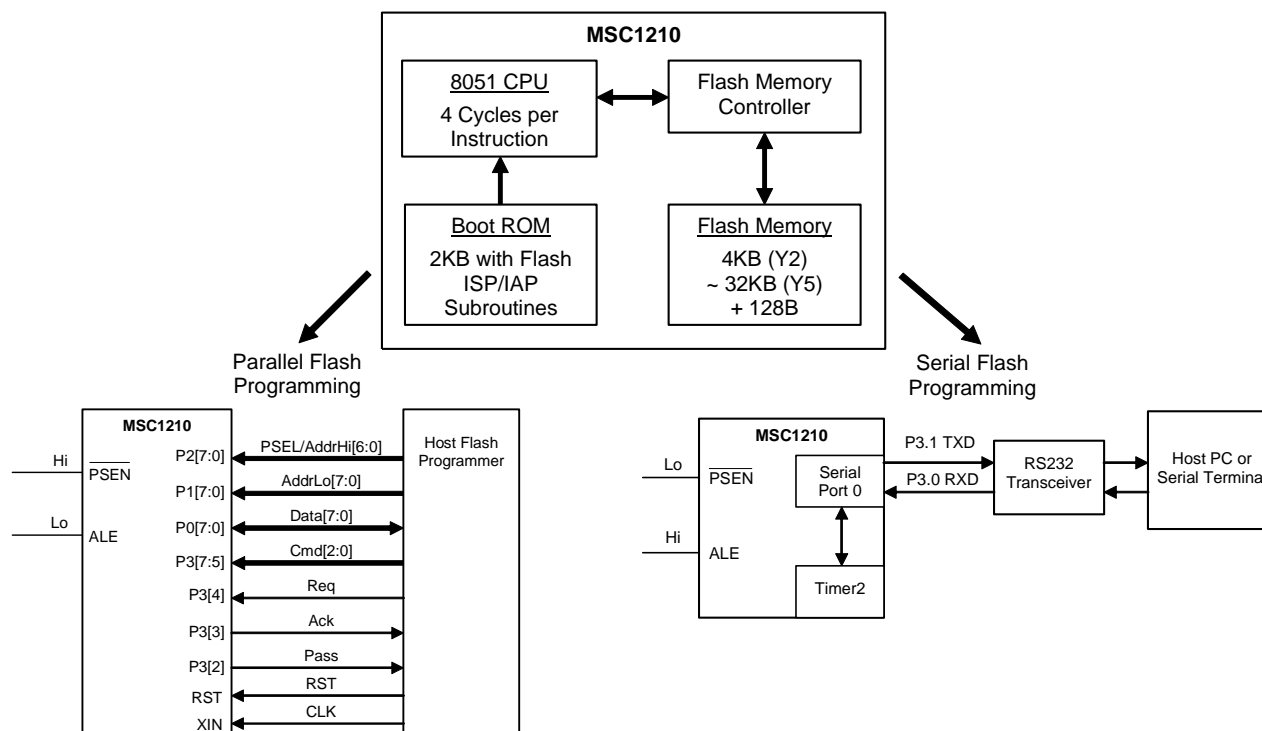 MSC1210
8051 CPU
4 Cycles per
Instruction
Flash Memory
Controller
Boot ROM
2KB with Flash
ISP/IAP
Subroutines
Flash Memory
4KB (Y2)
~ 32KB (Y5)
+ 128B
Parallel Flash
Programming
Serial Flash
Programming
MSC1210
Hi
PSEN
Lo
ALE
P2[7:0]
P1[7:0]
P0[7:0]
P3[7:5]
P3[4]
P3[3]
P3[2]
RST
XIN
PSEL/AddrHi[6:0]
AddrLo[7:0]
Data[7:0]
Cmd[2:0]
Req
Ack
Pass
RST
CLK
Host Flash
Programmer
MSC1210
Lo
PSEN
Hi
ALE
Serial
Port 0
Timer2
P3.1 TXD
P3.0 RXD
RS232
Transceiver
Host PC or
Serial Termina